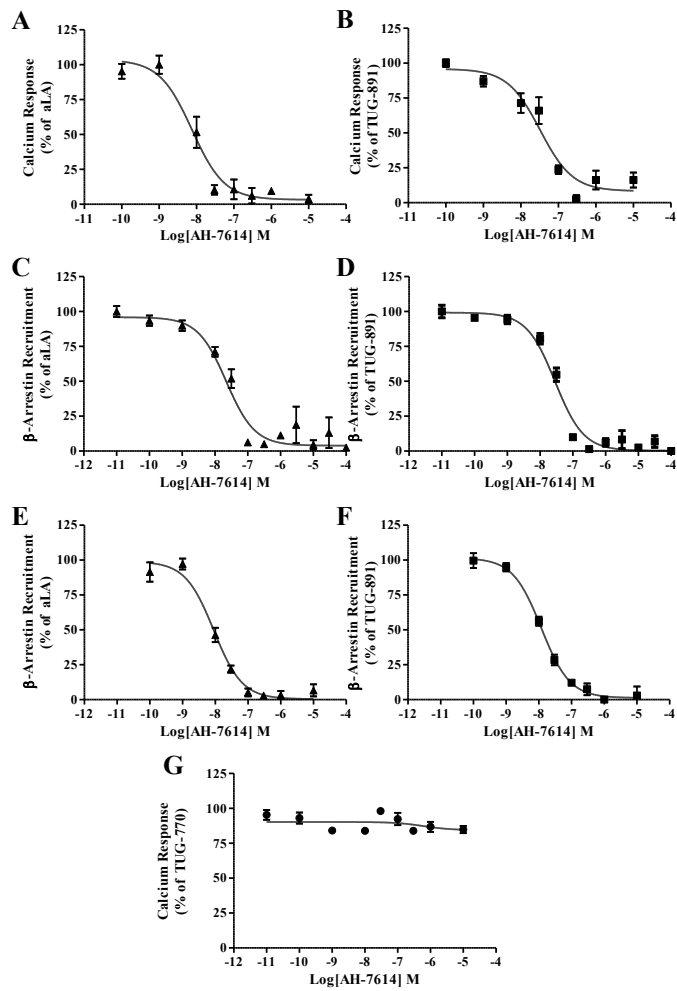 A
Calcium Response
(% of aLA)
125
100
75
50
25
0
-11 -10 -9 -8 -7 -6 -5 -4
Log[AH-7614] M
B
Calcium Response
(% of TUG-891)
125
100
75
50
25
0
-11 -10 -9 -8 -7 -6 -5 -4
Log[AH-7614] M
C
β-Arrestin Recruitment
(% of aLA)
125
100
75
50
25
0
-12 -11 -10 -9 -8 -7 -6 -5 -4
Log[AH-7614] M
D
β-Arrestin Recruitment
(% of TUG-891)
125
100
75
50
25
0
-12 -11 -10 -9 -8 -7 -6 -5 -4
Log[AH-7614] M
E
β-Arrestin Recruitment
(% of aLA)
125
100
75
50
25
0
-12 -11 -10 -9 -8 -7 -6 -5 -4
Log[AH-7614] M
F
β-Arrestin Recruitment
(% of TUG-891)
125
100
75
50
25
0
-12 -11 -10 -9 -8 -7 -6 -5 -4
Log[AH-7614] M
G
Calcium Response
(% of TUG-770)
125
100
75
50
25
0
-12 -11 -10 -9 -8 -7 -6 -5 -4
Log[AH-7614] M